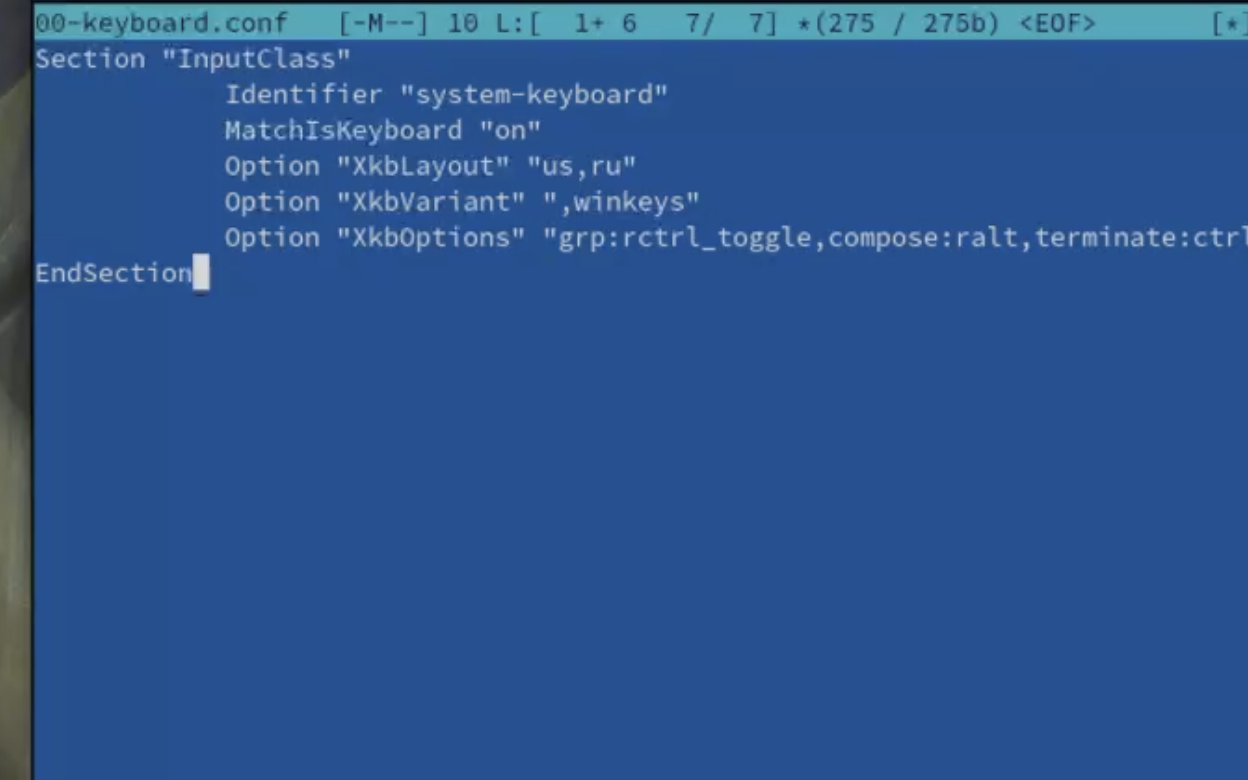 00-keyboard.conf [-M--] 10 L:[ 1+ 6 7/ 7] *(275 / 275b) <EOF> [*]
Section "InputClass"
Identifier "system-keyboard"
MatchIsKeyboard "on"
Option "XkbLayout" "us,ru"
Option "XkbVariant" ",winkeys"
Option "XkbOptions" "grp:rctrl_toggle,compose:ralt,terminate:ctrl
EndSection